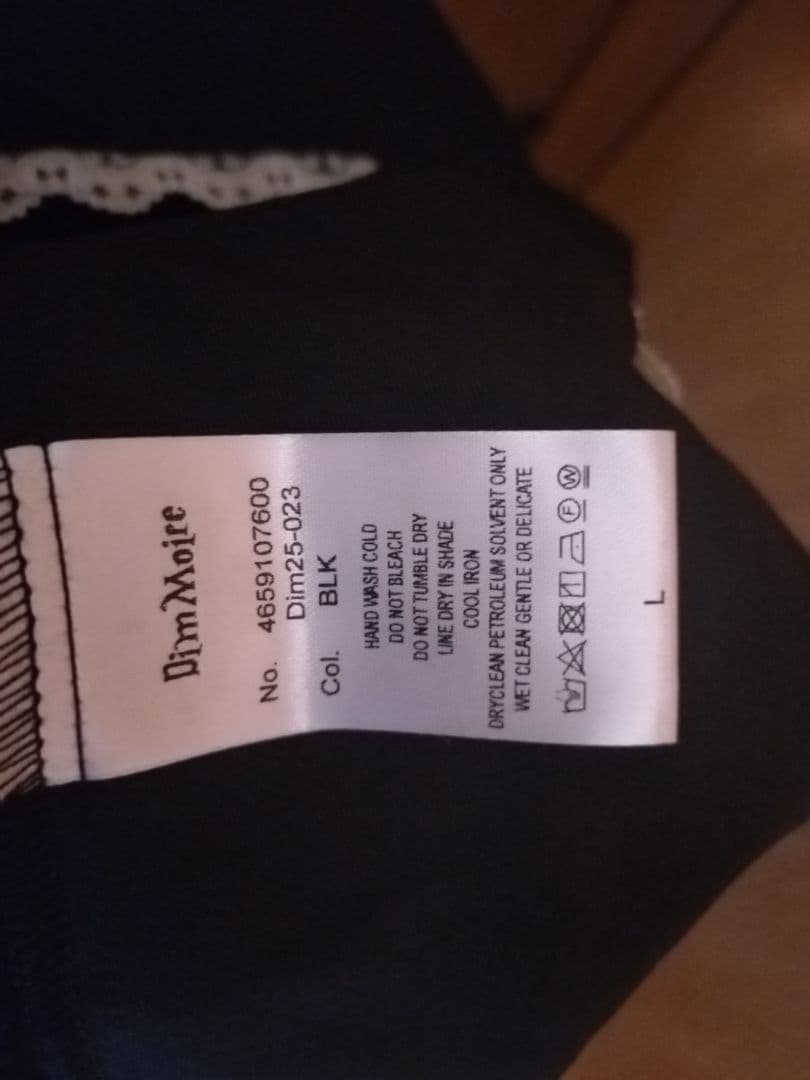 DimMoire
No. 4659107600
Dim25-023
Col. BLK
HAND WASH COLD
DO NOT BLEACH
DO NOT TUMBLE DRY
LINE DRY IN SHADE
COOL IRON
DRYCLEAN PETROLEUM SOLVENT ONLY
WET CLEAN GENTLE OR DELICATE
F W
L